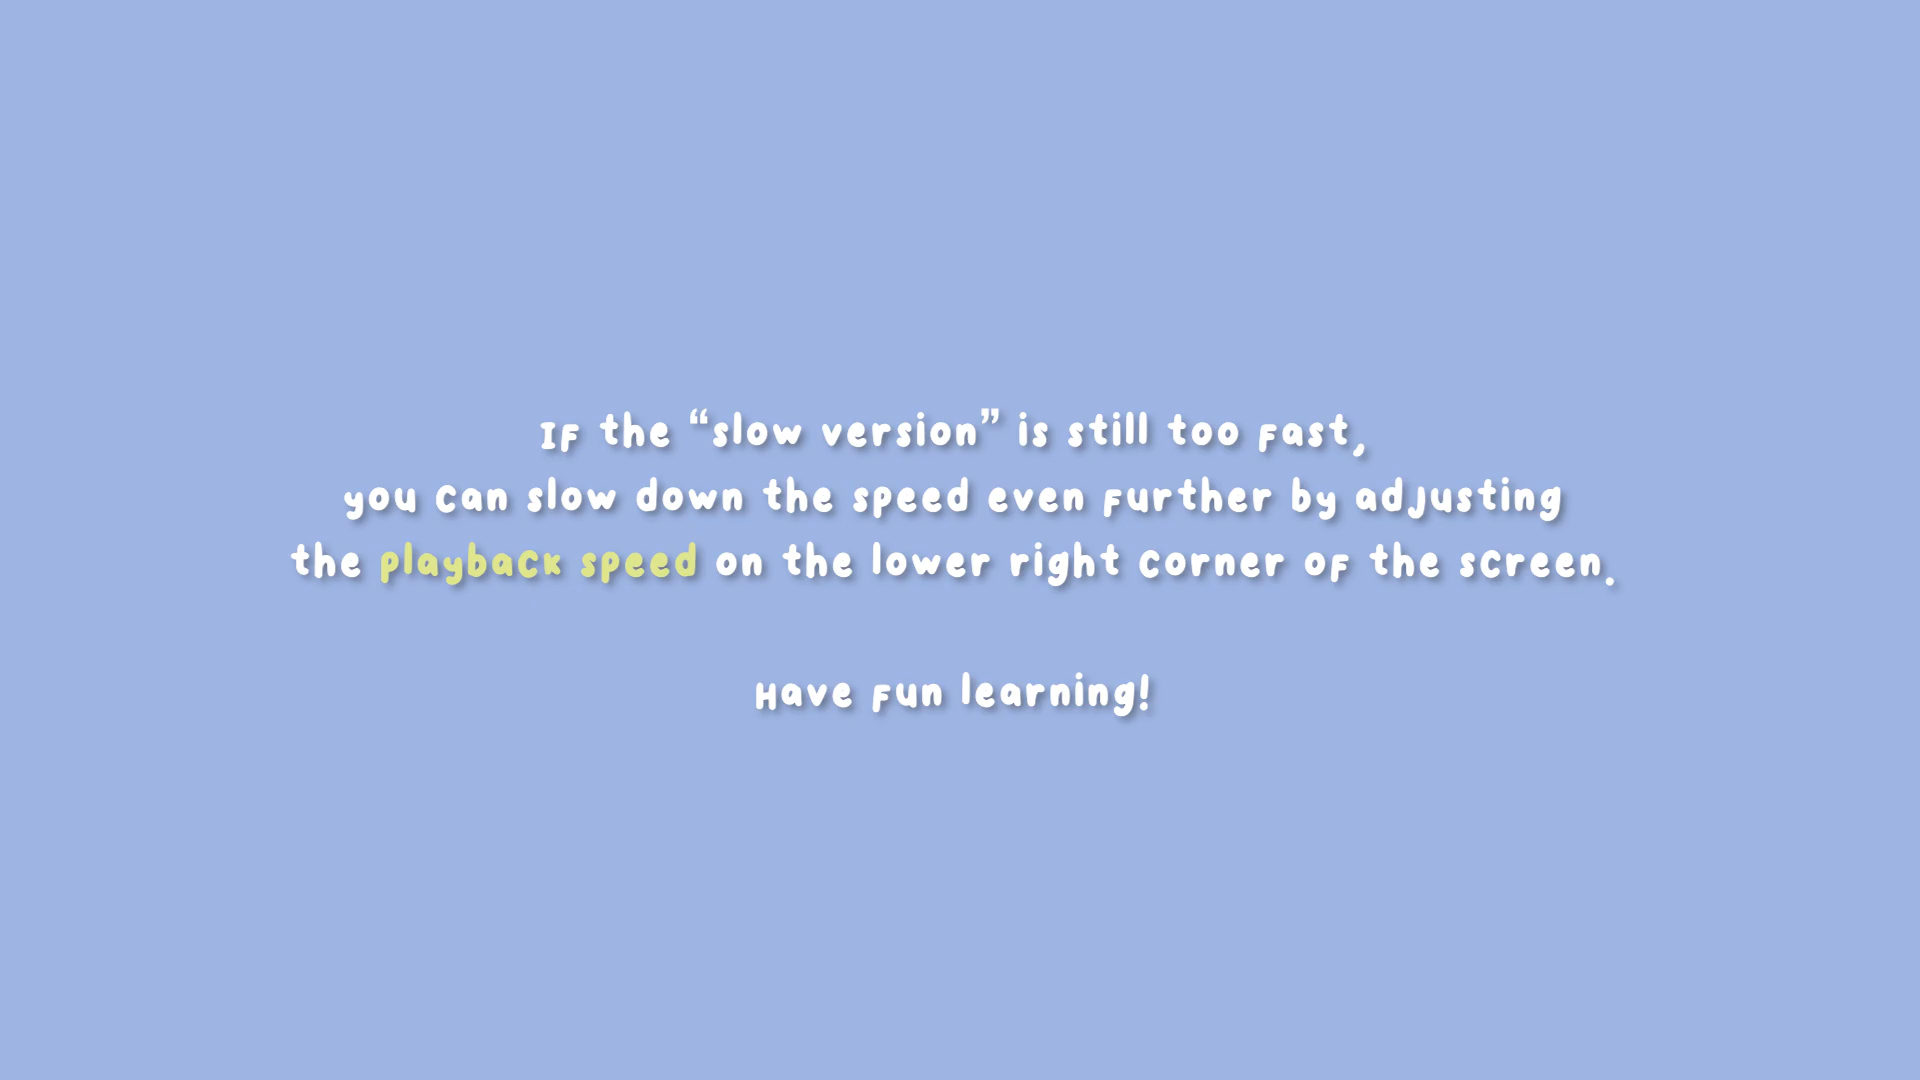 If the “slow version” is still too fast,
you can slow down the speed even further by adjusting
the playback speed on the lower right corner of the screen.
Have fun learning!